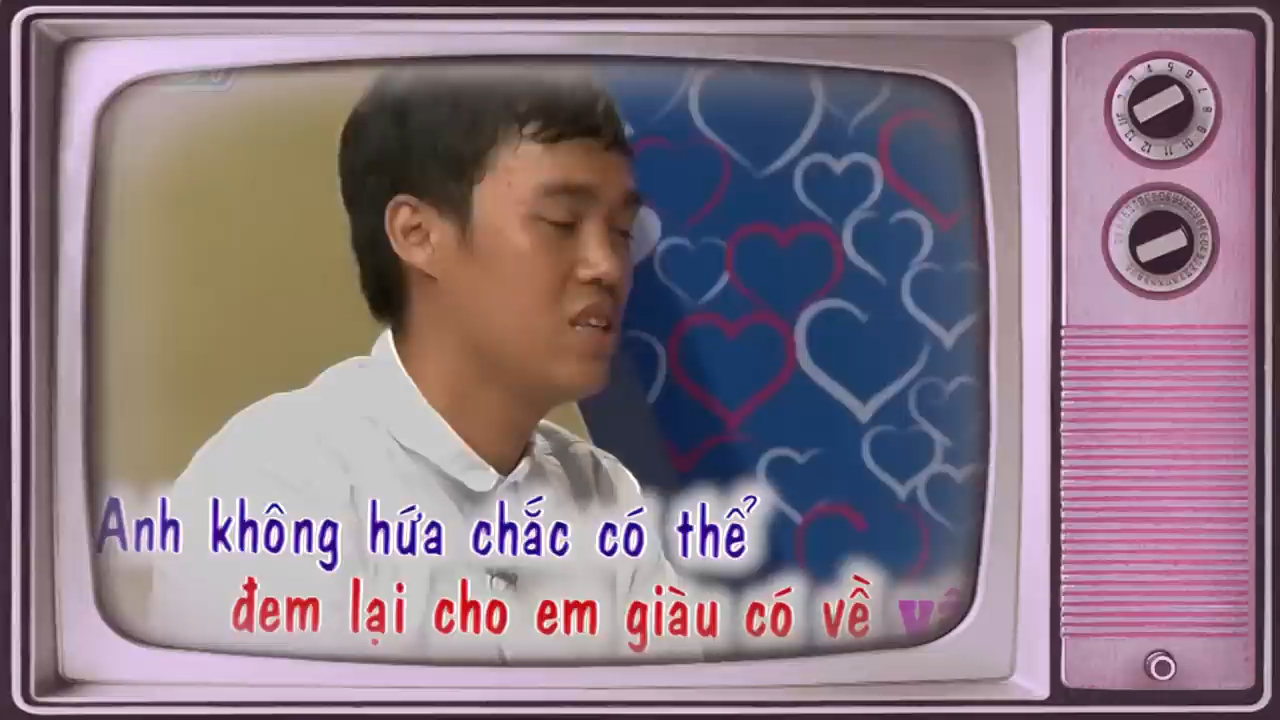 Anh không hứa chắc có thể
đem lại cho em giàu có về